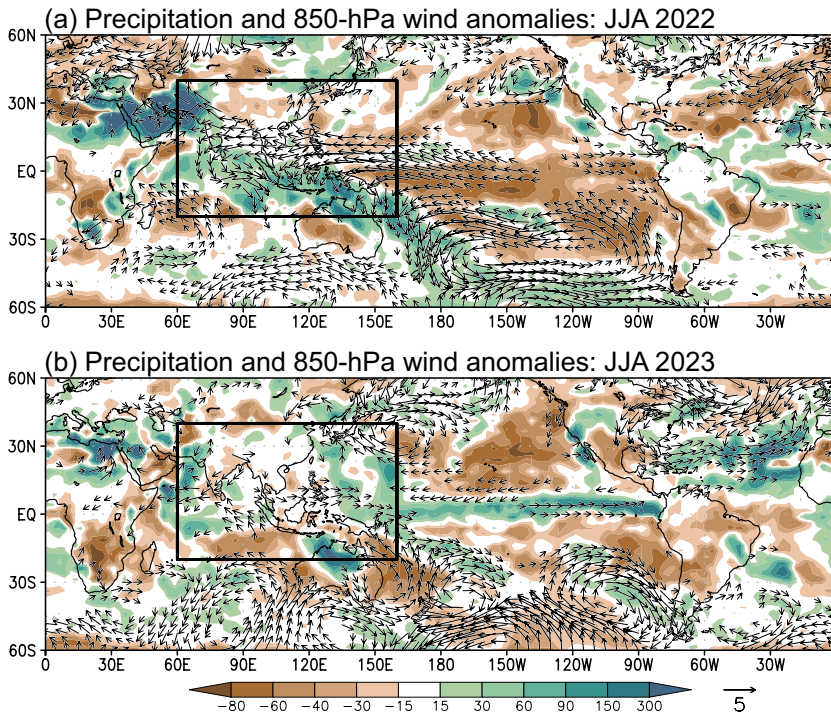 (a) Precipitation and 850-hPa wind anomalies: JJA 2022
60N
30N
EQ
30S
60S
0 30E 60E 90E 120E 150E 180 150W 120W 90W 60W 30W
(b) Precipitation and 850-hPa wind anomalies: JJA 2023
60N
30N
EQ
30S
60S
0 30E 60E 90E 120E 150E 180 150W 120W 90W 60W 30W
−80 −60 −40 −30 −15 15 30 60 90 150 300 5